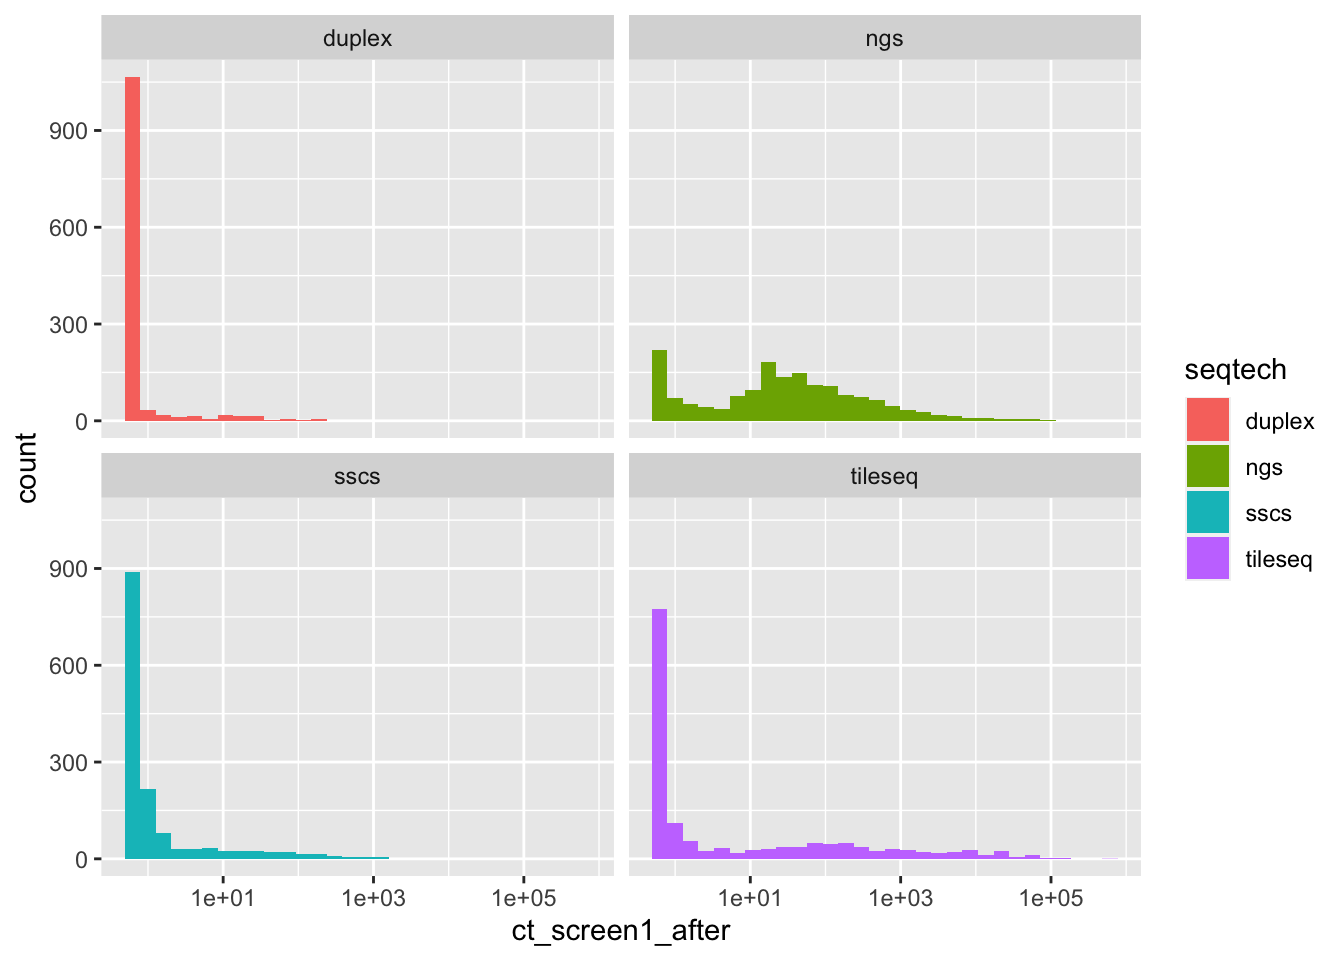 duplex
ngs
900
600
300
0
sscs
tileseq
900
600
300
0
1e+01
1e+03
1e+05
1e+01
1e+03
1e+05
count
ct_screen1_after
seqtech
duplex
ngs
sscs
tileseq